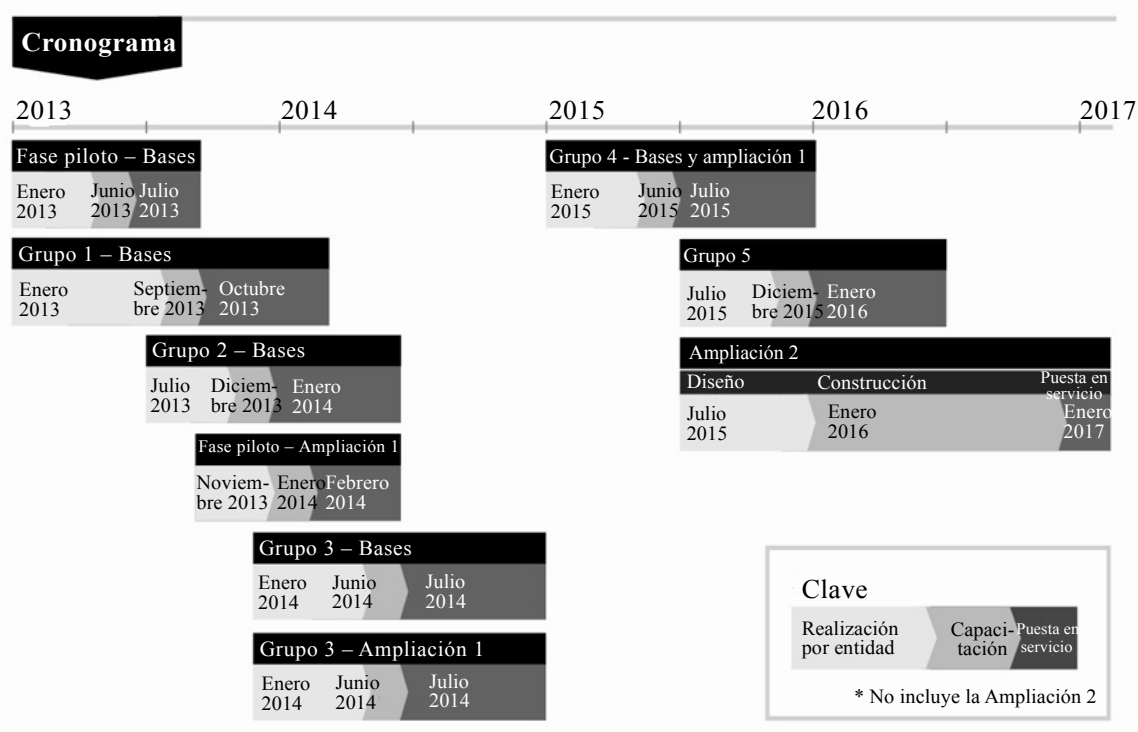 Cronograma
2013 2014 2015 2016 2017
Fase piloto – Bases
Enero
2013
Junio
2013
Julio
2013
Grupo 1 – Bases
Enero
2013
Septiem-
bre 2013
Octubre
2013
Grupo 2 – Bases
Julio
2013
Diciem-
bre 2013
Enero
2014
Fase piloto – Ampliación 1
Noviem-
bre 2013
Enero
2014
Febrero
2014
Grupo 3 – Bases
Enero
2014
Junio
2014
Julio
2014
Grupo 3 – Ampliación 1
Enero
2014
Junio
2014
Julio
2014
Grupo 4 - Bases y ampliación 1
Enero
2015
Junio
2015
Julio
2015
Grupo 5
Julio
2015
Diciem-
bre 2015
Enero
2016
Ampliación 2
Diseño
Construcción
Puesta en
servicio
Julio
2015
Enero
2016
Enero
2017
Clave
Realización
por entidad
Capaci-
tación
Puesta en
servicio
* No incluye la Ampliación 2